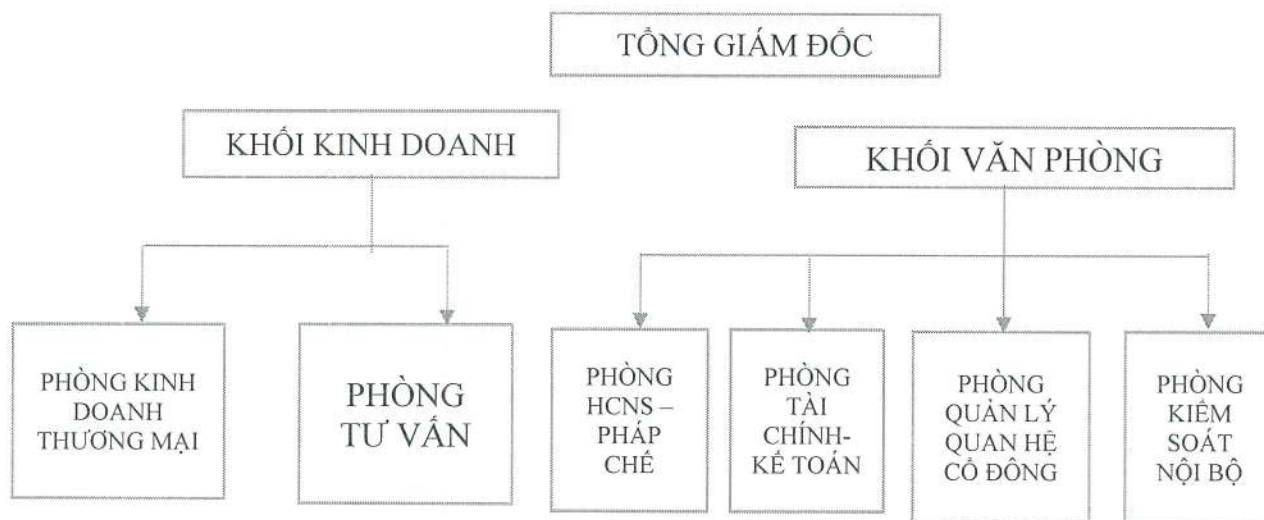 TỔNG GIÁM ĐỐC
KHỐI KINH DOANH
KHỐI VĂN PHÒNG
PHÒNG KINH
DOANH
THƯƠNG MẠI
PHÒNG
TƯ VẤN
PHÒNG
HCNS –
PHÁP
CHẾ
PHÒNG
TÀI
CHÍNH-
KẾ TOÁN
PHÒNG
QUẢN LÝ
QUAN HỆ
CỔ ĐÔNG
PHÒNG
KIỂM
SOÁT
NỘI BỘ